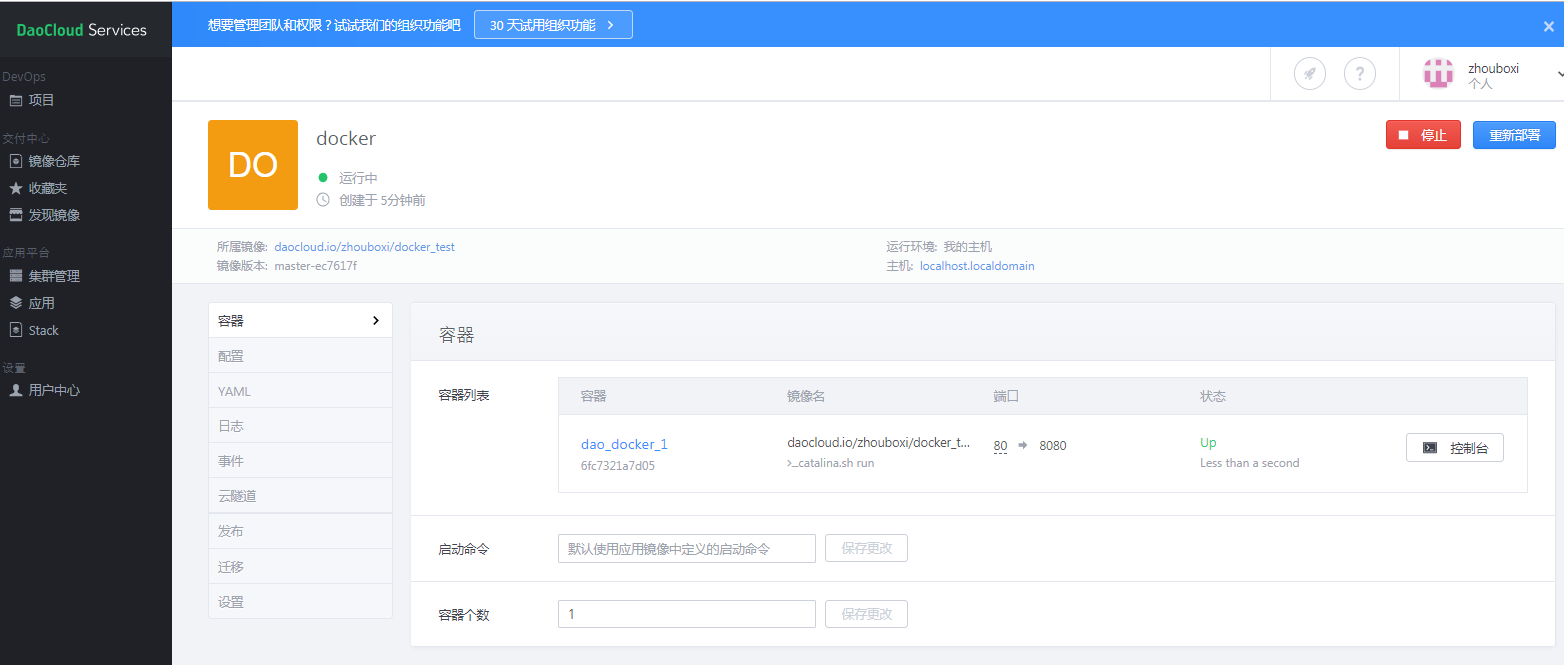 DaoCloud Services
想要管理团队和权限？试试我们的组织功能吧 30 天试用组织功能
DevOps
项目
交付中心
镜像仓库
收藏夹
发现镜像
应用平台
集群管理
应用
Stack
设置
用户中心
?
zhouboxi
个人
DO
docker
运行中
创建于 5分钟前
停止 重新部署
所属镜像: daocloud.io/zhouboxi/docker_test
镜像版本: master-ec7617f
运行环境: 我的主机
主机: localhost.localdomain
容器
配置
YAML
日志
事件
云隧道
发布
迁移
设置
容器
容器列表
容器 镜像名 端口 状态
dao_docker_1 daocloud.io/zhouboxi/docker_t... 80 8080 Up 控制台
6fc7321a7d05 >_catalina.sh run Less than a second
启动命令 默认使用应用镜像中定义的启动命令 保存更改
容器个数 1 保存更改